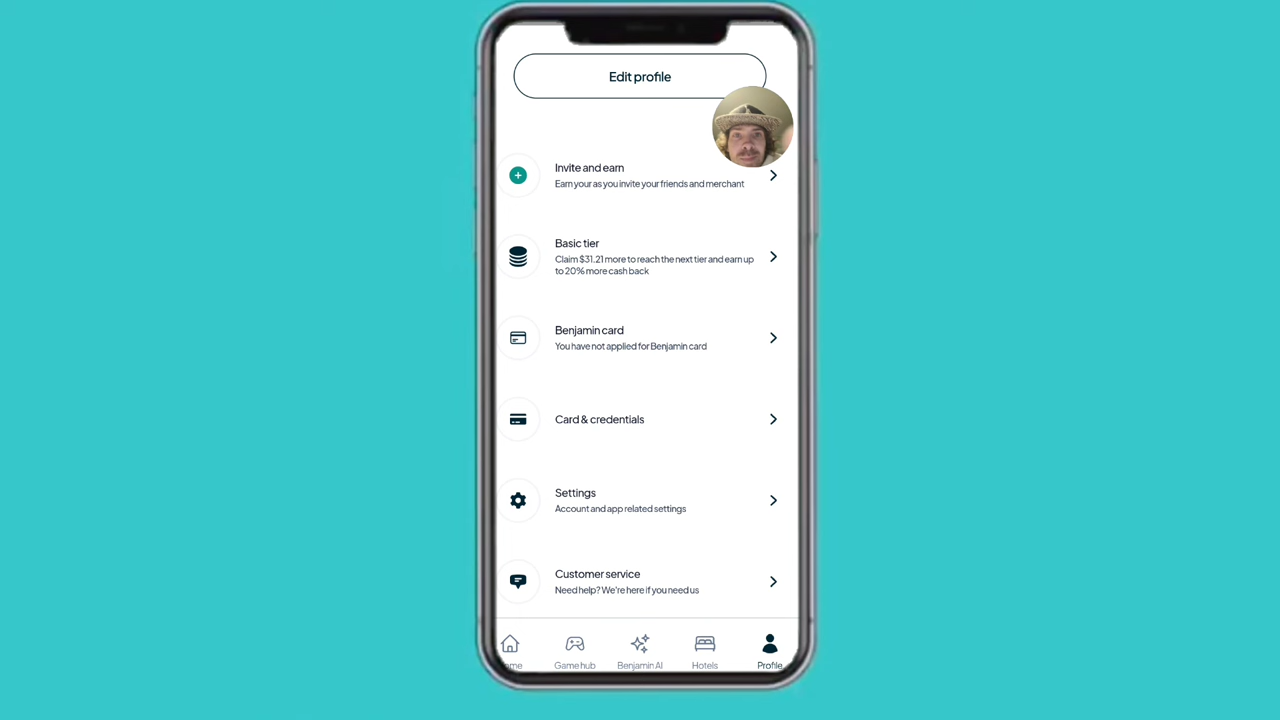 Edit profile
Invite and earn
Earn your as you invite your friends and merchant
Basic tier
Claim $31.21 more to reach the next tier and earn up
to 20% more cash back
Benjamin card
You have not applied for Benjamin card
Card & credentials
Settings
Account and app related settings
Customer service
Need help? We're here if you need us
ome
Game hub
Benjamin AI
Hotels
Profile